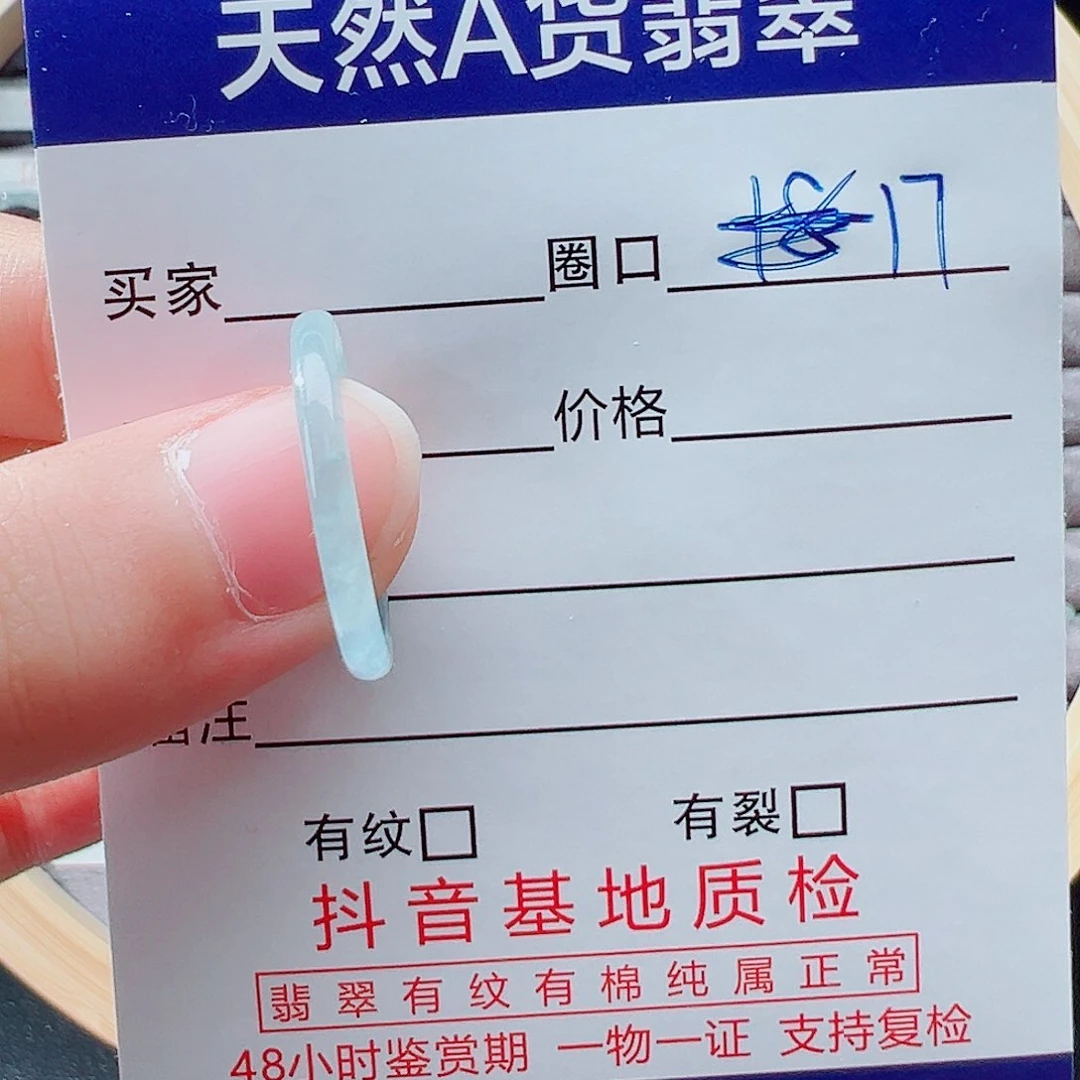 天然A货翡翠
买家 圈口 17
价格
备注
有纹 有裂
抖音基地质检
翡翠有纹有棉纯属正常
48小时鉴赏期 一物一证 支持复检